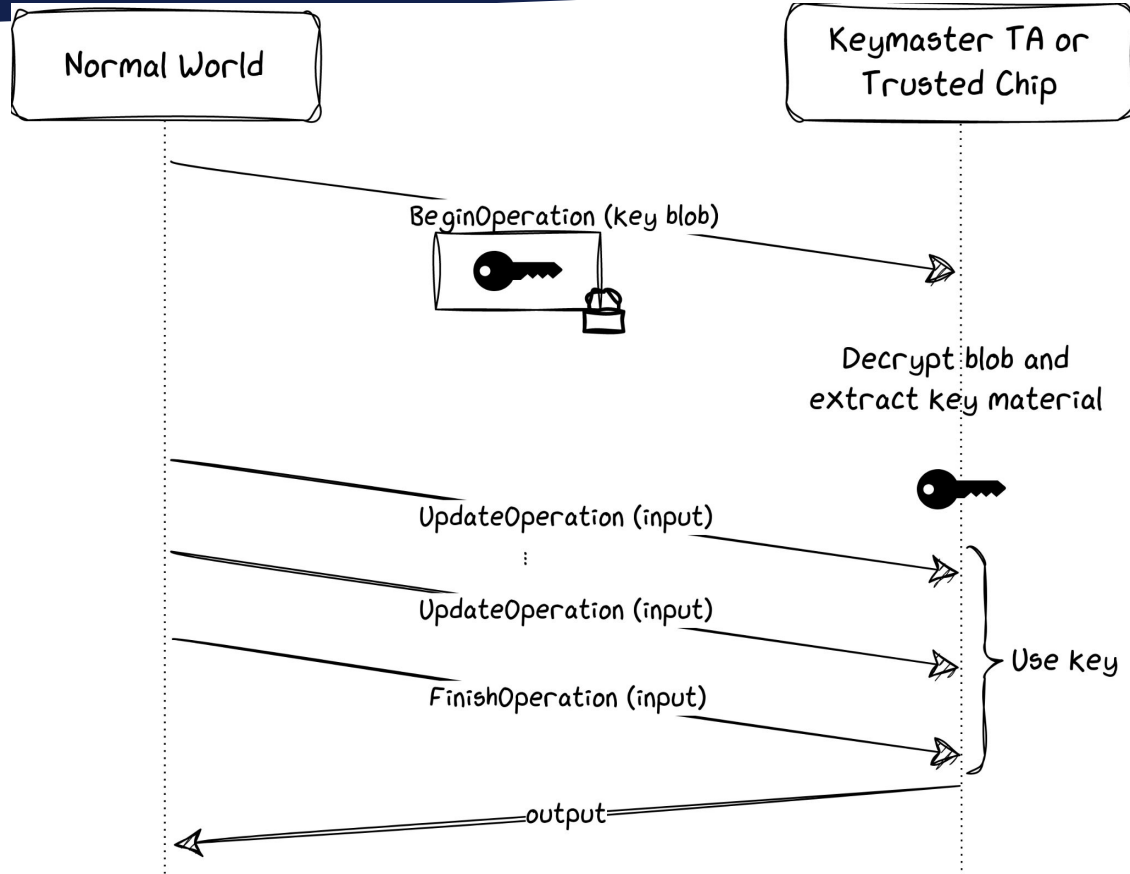 Normal World
Keymaster TA or
Trusted Chip
BeginOperation (key blob)
Decrypt blob and
extract key material
UpdateOperation (input)
⋮
UpdateOperation (input)
Use key
FinishOperation (input)
output